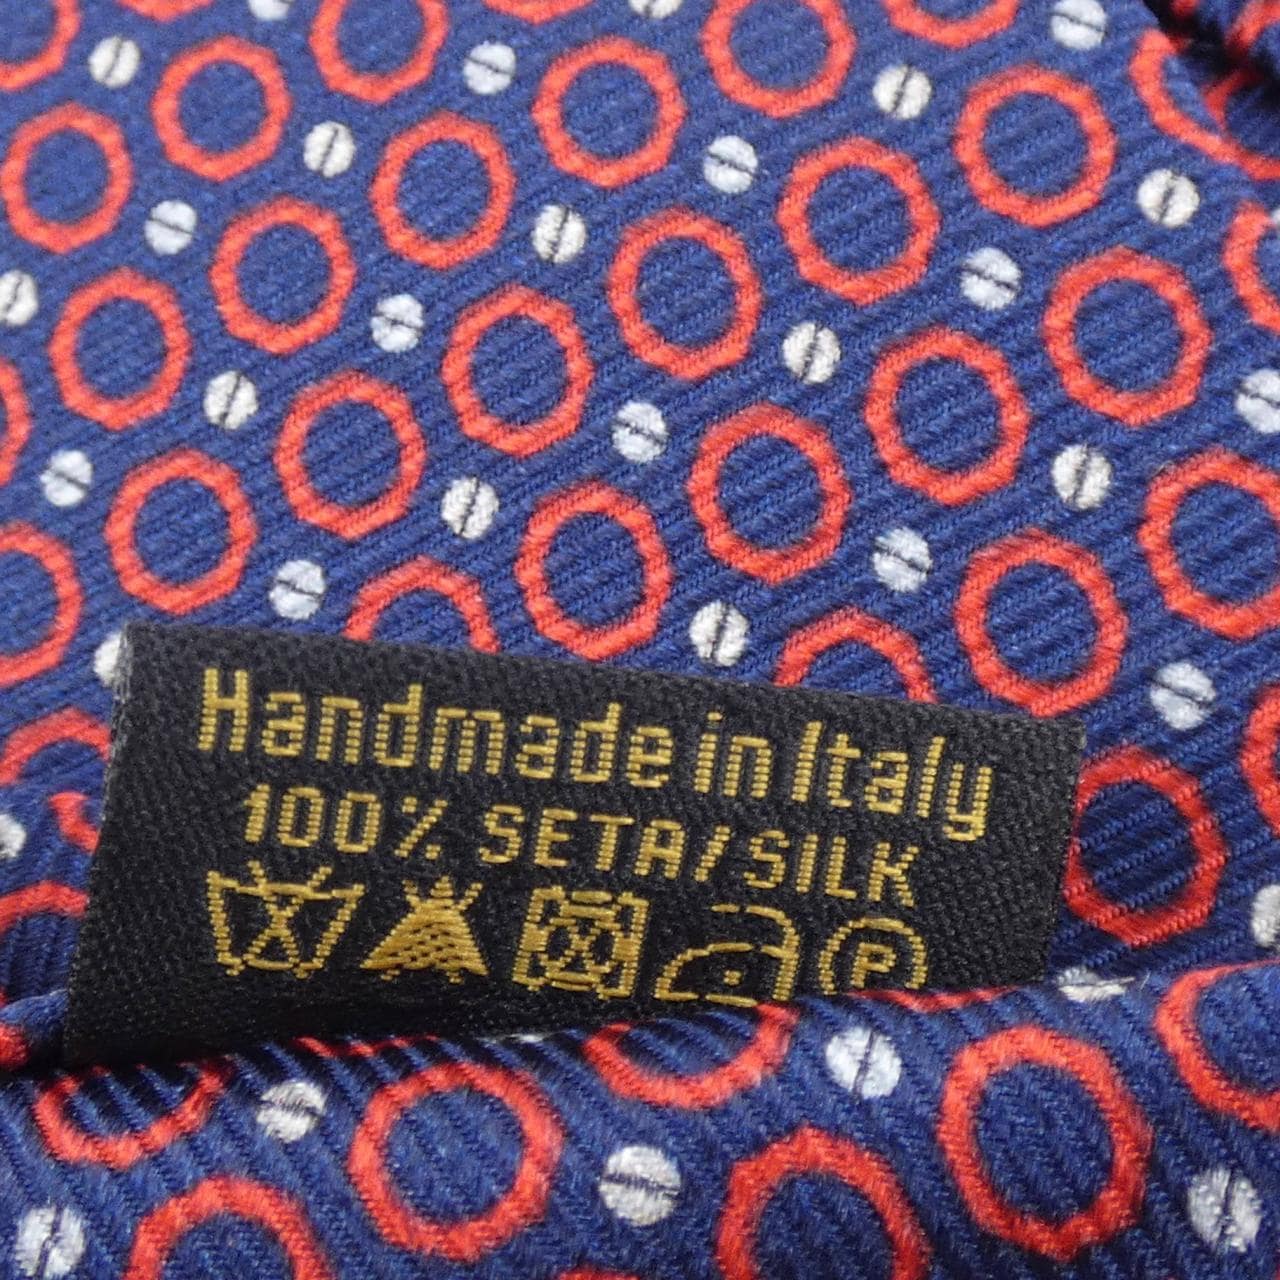 Handmade in Italy
100% SETA/SILK
P